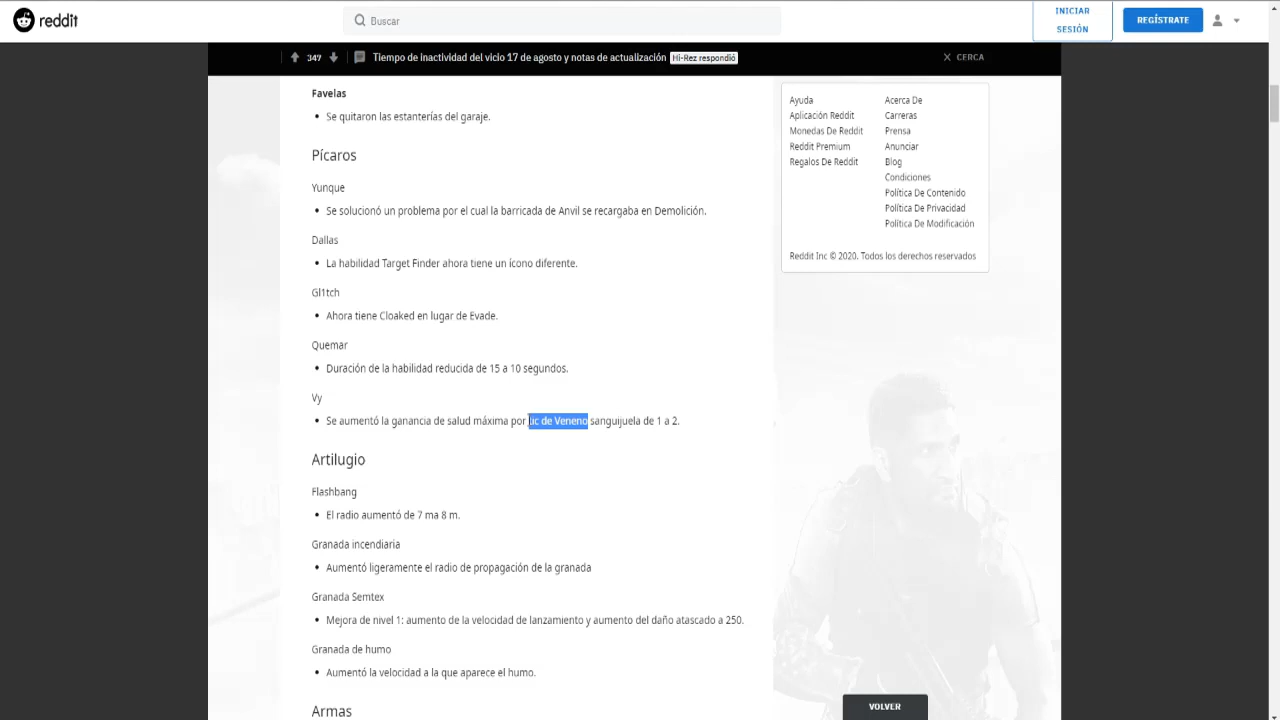 reddit
Buscar
INICIAR
SESIÓN
REGÍSTRATE
347
Tiempo de inactividad del vicio 17 de agosto y notas de actualización Hi-Rez respondió
CERCA
Favelas
• Se quitaron las estanterías del garaje.
Pícaros
Yunque
• Se solucionó un problema por el cual la barricada de Anvil se recargaba en Demolición.
Dallas
• La habilidad Target Finder ahora tiene un ícono diferente.
Gl1tch
• Ahora tiene Cloaked en lugar de Evade.
Quemar
• Duración de la habilidad reducida de 15 a 10 segundos.
Vy
• Se aumentó la ganancia de salud máxima por tic de Veneno sanguijuela de 1 a 2.
Artilugio
Flashbang
• El radio aumentó de 7 ma 8 m.
Granada incendiaria
• Aumentó ligeramente el radio de propagación de la granada
Granada Semtex
• Mejora de nivel 1: aumento de la velocidad de lanzamiento y aumento del daño atascado a 250.
Granada de humo
• Aumentó la velocidad a la que aparece el humo.
Armas
Ayuda
Aplicación Reddit
Monedas De Reddit
Reddit Premium
Regalos De Reddit
Acerca De
Carreras
Prensa
Anunciar
Blog
Condiciones
Política De Contenido
Política De Privacidad
Política De Modificación
Reddit Inc © 2020. Todos los derechos reservados
VOLVER